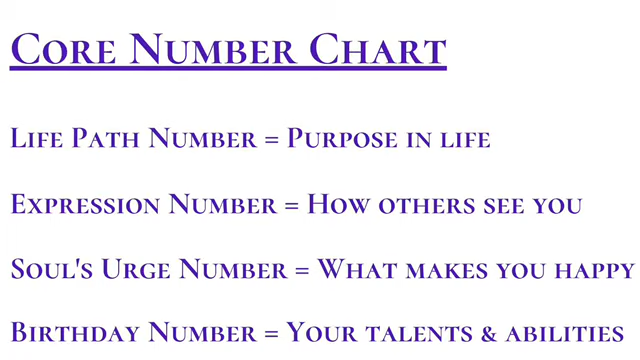 Core Number Chart
Life Path Number = Purpose in life
Expression Number = How others see you
Soul's Urge Number = What makes you happy
Birthday Number = Your talents & abilities